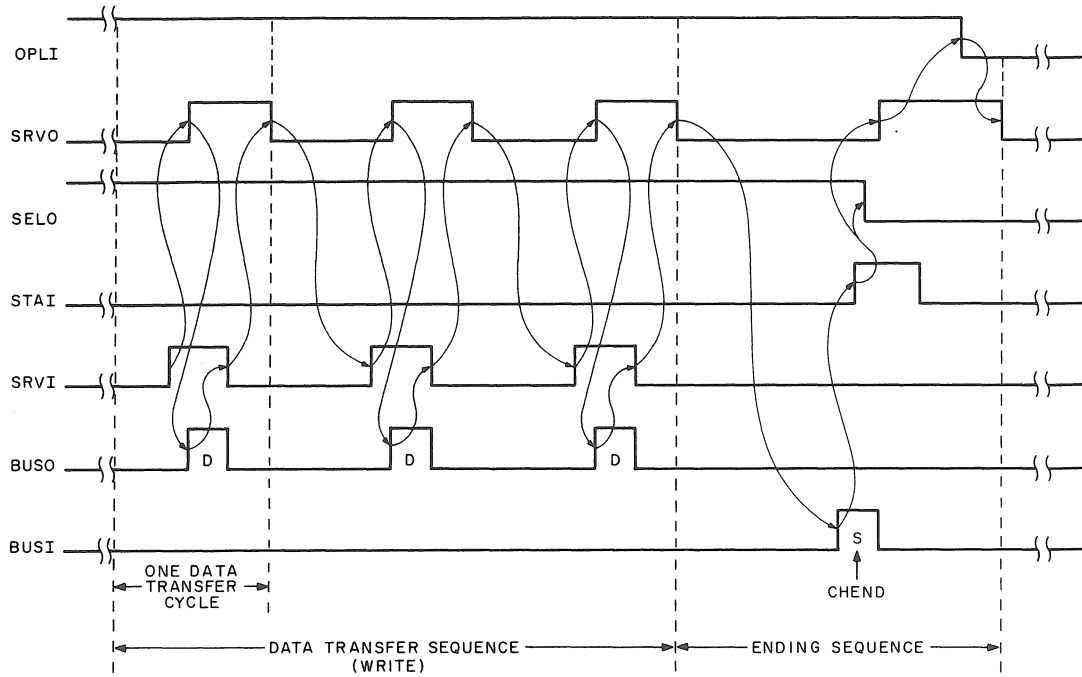 OPLI
SRVO
SELO
STAI
SRVI
BUSO
D
D
D
BUSI
S
CHEND
ONE DATA
TRANSFER
CYCLE
DATA TRANSFER SEQUENCE
(WRITE)
ENDING SEQUENCE